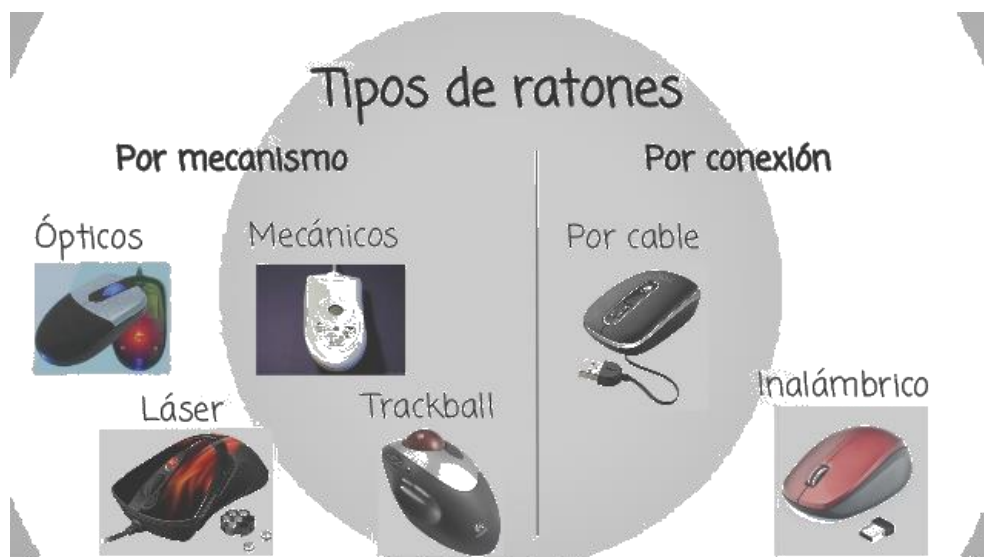 Tipos de ratones
Por mecanismo
Por conexión
Ópticos
Mecánicos
Por cable
Láser
Trackball
Inalámbrico